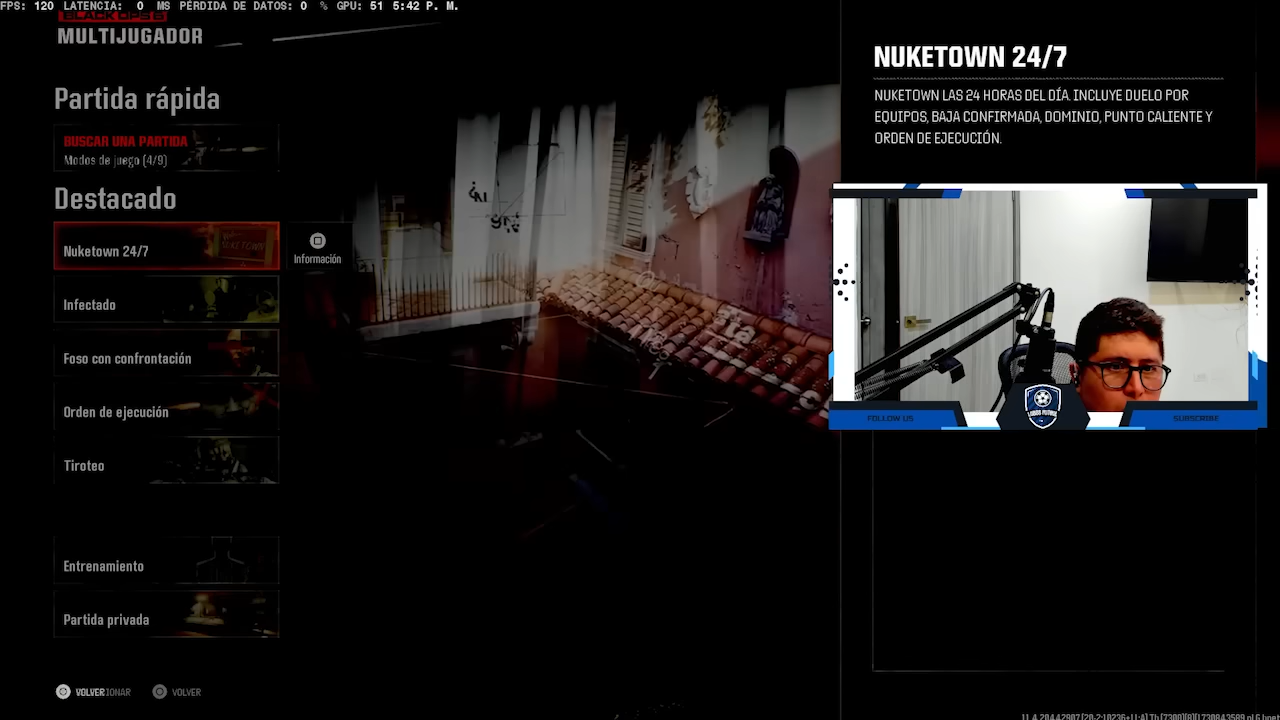 FPS: 120 LATENCIA: 0 MS PÉRDIDA DE DATOS: 0 % GPU: 51 5:42 P. M.
BLACK OPS 6
MULTIJUGADOR
Partida rápida
BUSCAR UNA PARTIDA
Modos de juego (4/9)
Destacado
Nuketown 24/7
Información
Infectado
Foso con confrontación
Orden de ejecución
Tiroteo
Entrenamiento
Partida privada
VOLVER
NUKETOWN 24/7
NUKETOWN LAS 24 HORAS DEL DÍA. INCLUYE DUELO POR
EQUIPOS, BAJA CONFIRMADA, DOMINIO, PUNTO CALIENTE Y
ORDEN DE EJECUCIÓN.
FOLLOW US
SUBSCRIBE